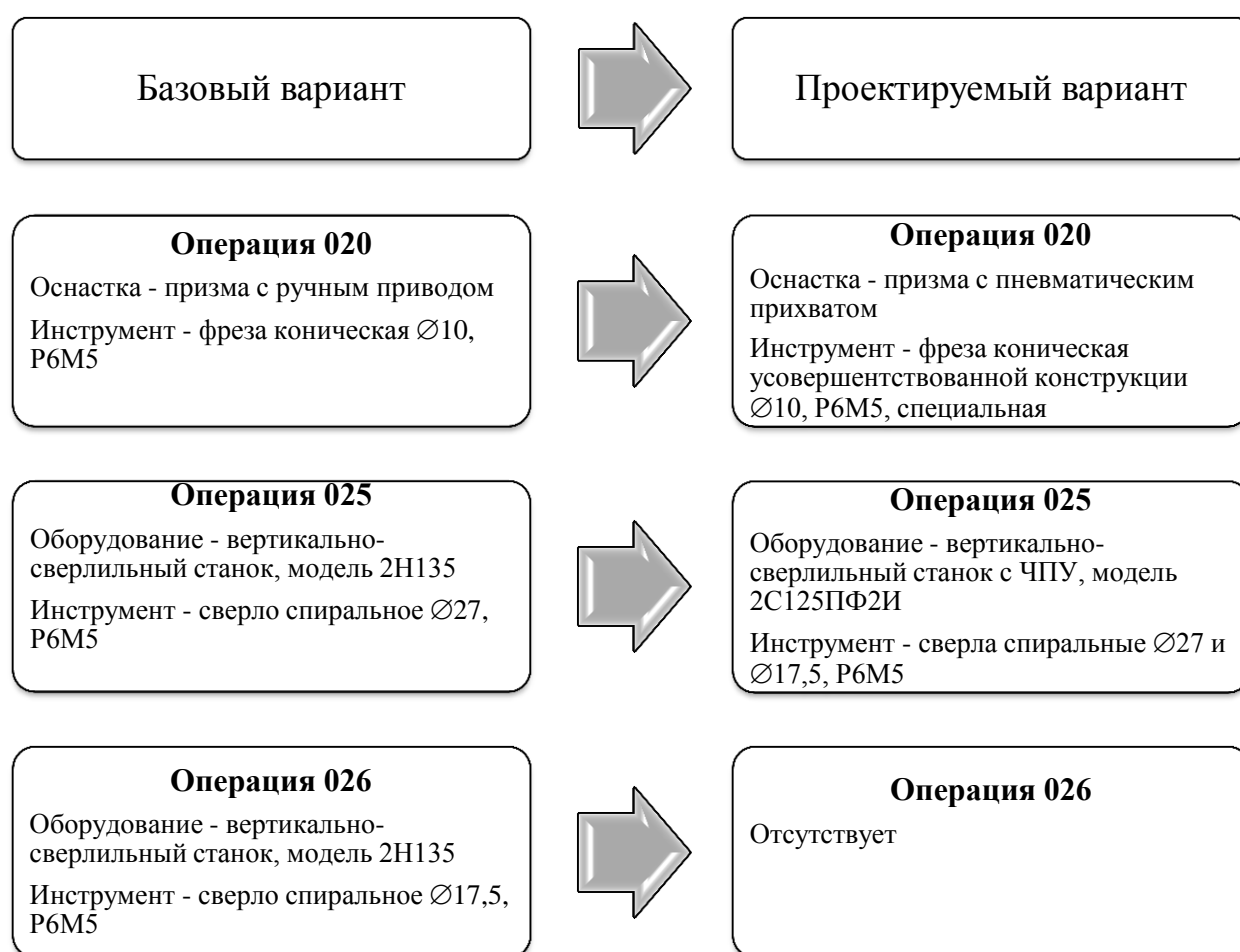 Базовый вариант
Проектируемый вариант
Операция 020
Оснастка - призма с ручным приводом
Инструмент - фреза коническая ∅10,
Р6М5
Операция 020
Оснастка - призма с пневматическим
прихватом
Инструмент - фреза коническая
усовершентствованной конструкции
∅10, Р6М5, специальная
Операция 025
Оборудование - вертикально-
сверлильный станок, модель 2Н135
Инструмент - сверло спиральное ∅27,
Р6М5
Операция 025
Оборудование - вертикально-
сверлильный станок с ЧПУ, модель
2С125ПФ2И
Инструмент - сверла спиральные ∅27 и
∅17,5, Р6М5
Операция 026
Оборудование - вертикально-
сверлильный станок, модель 2Н135
Инструмент - сверло спиральное ∅17,5,
Р6М5
Операция 026
Отсутствует